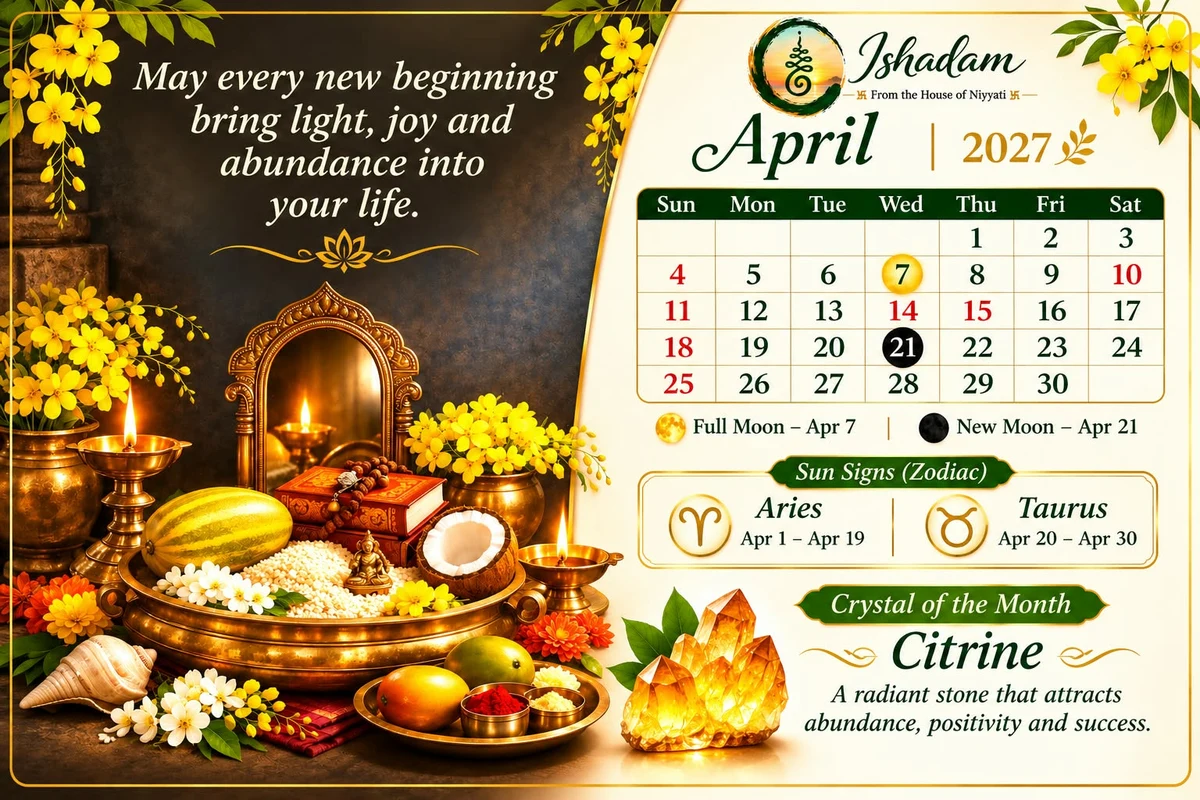 May every new beginning
bring light, joy and
abundance into
your life.
Ishadam
卐 From the House of Niyyati 卐
April | 2027
Sun Mon Tue Wed Thu Fri Sat
1 2 3
4 5 6 7 8 9 10
11 12 13 14 15 16 17
18 19 20 21 22 23 24
25 26 27 28 29 30
Full Moon – Apr 7 | New Moon – Apr 21
Sun Signs (Zodiac)
Aries Taurus
Apr 1 – Apr 19 Apr 20 – Apr 30
Crystal of the Month
Citrine
A radiant stone that attracts
abundance, positivity and success.